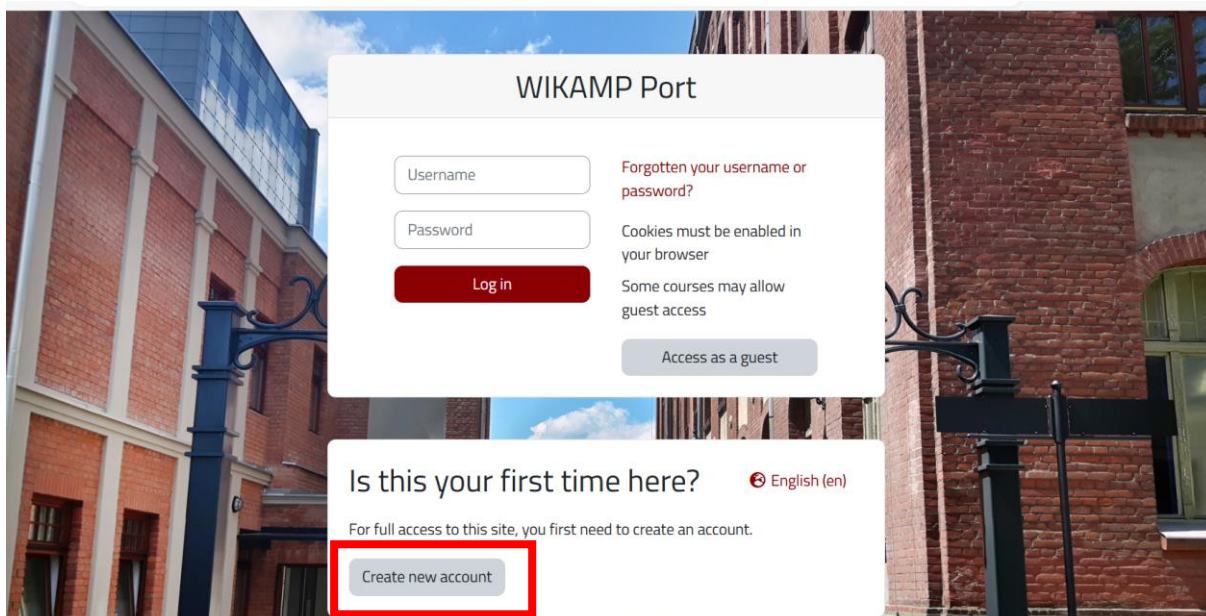 WIKAMP Port
Username
Password
Log in
Forgotten your username or
password?
Cookies must be enabled in
your browser
Some courses may allow
guest access
Access as a guest
Is this your first time here?
English (en)
For full access to this site, you first need to create an account.
Create new account